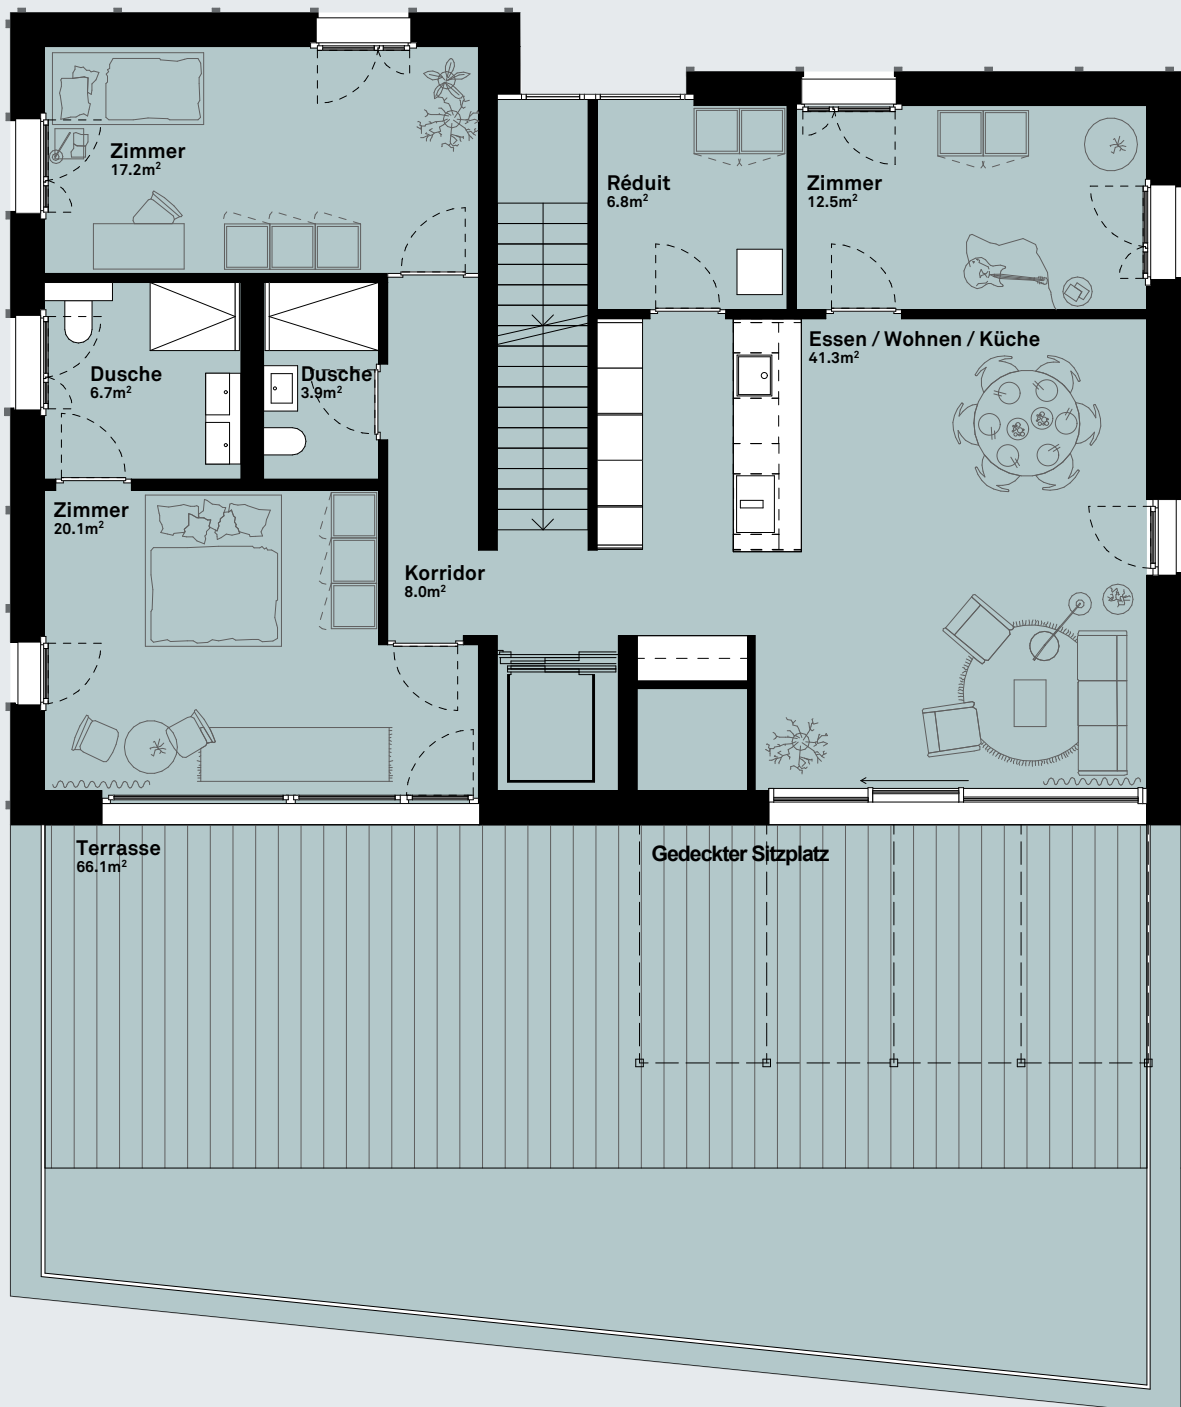 Zimmer
17.2m²
Réduit
6.8m²
Zimmer
12.5m²
Essen / Wohnen / Küche
41.3m²
Dusche
6.7m²
Dusche
3.9m²
Zimmer
20.1m²
Korridor
8.0m²
Terrasse
66.1m²
Gedeckter Sitzplatz